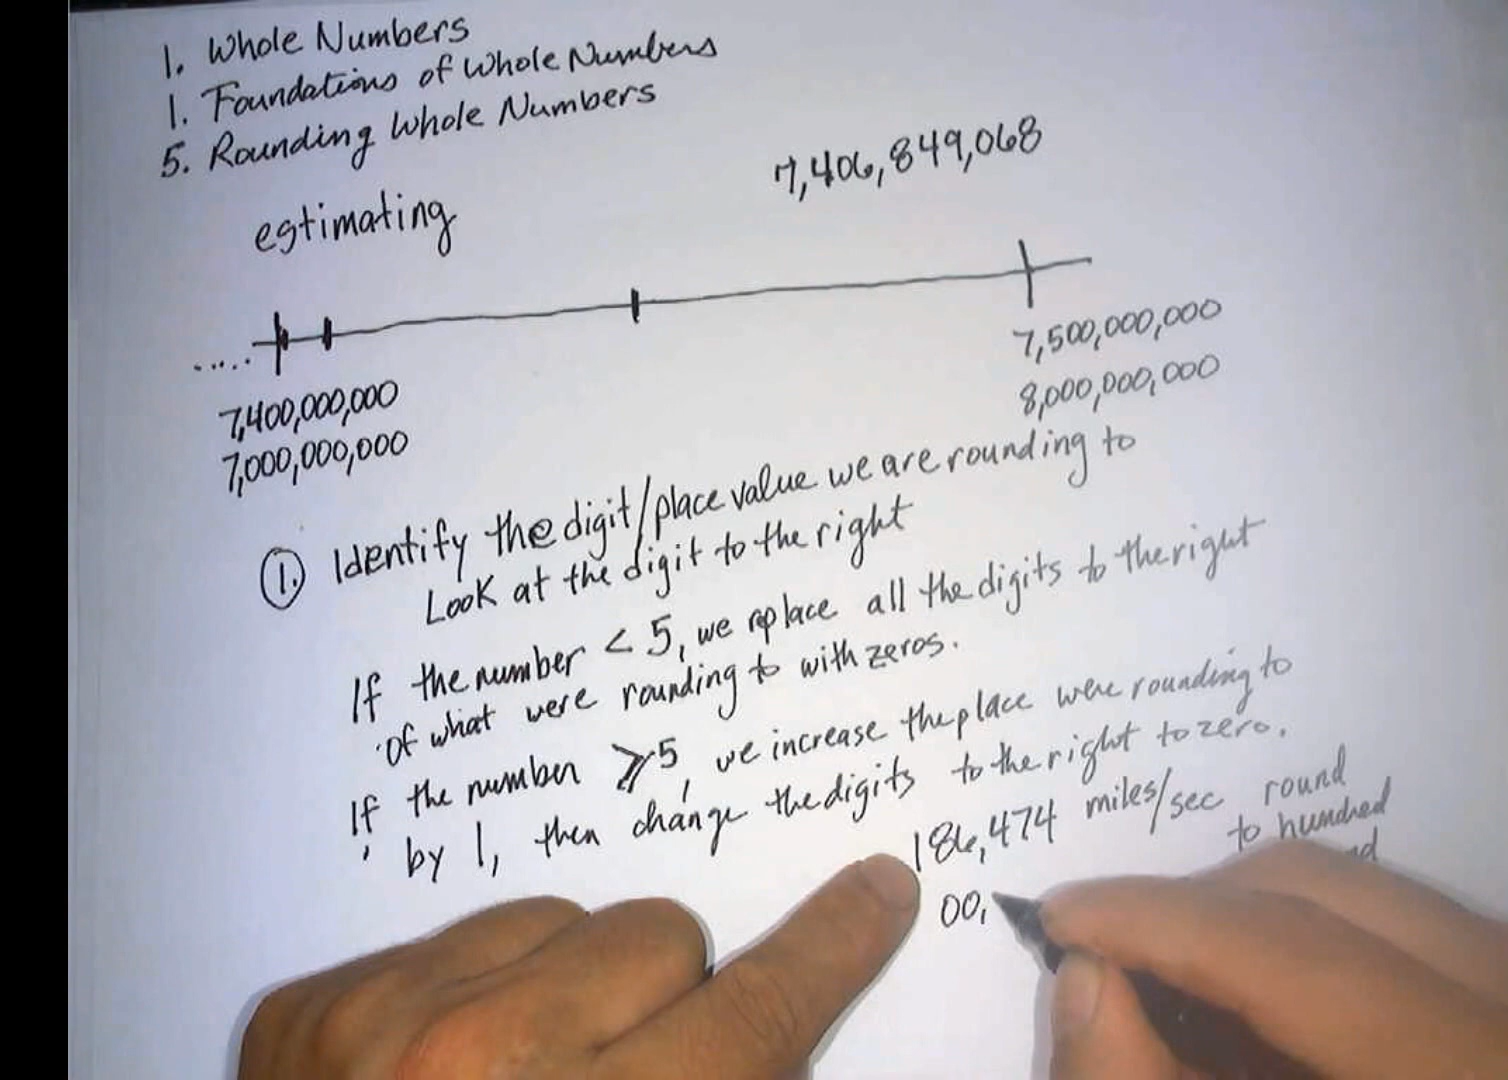 1. Whole Numbers
1. Foundations of Whole Numbers
5. Rounding Whole Numbers
7,406,849,068
estimating
7,400,000,000
7,500,000,000
7,000,000,000
8,000,000,000
1. Identify the digit/place value we are rounding to
Look at the digit to the right
If the number < 5, we replace all the digits to the right
of what were rounding to with zeros.
If the number ≥5, we increase the place were rounding to
by 1, then change the digits to the right to zero.
186,474 miles/sec round
to hundred
00,